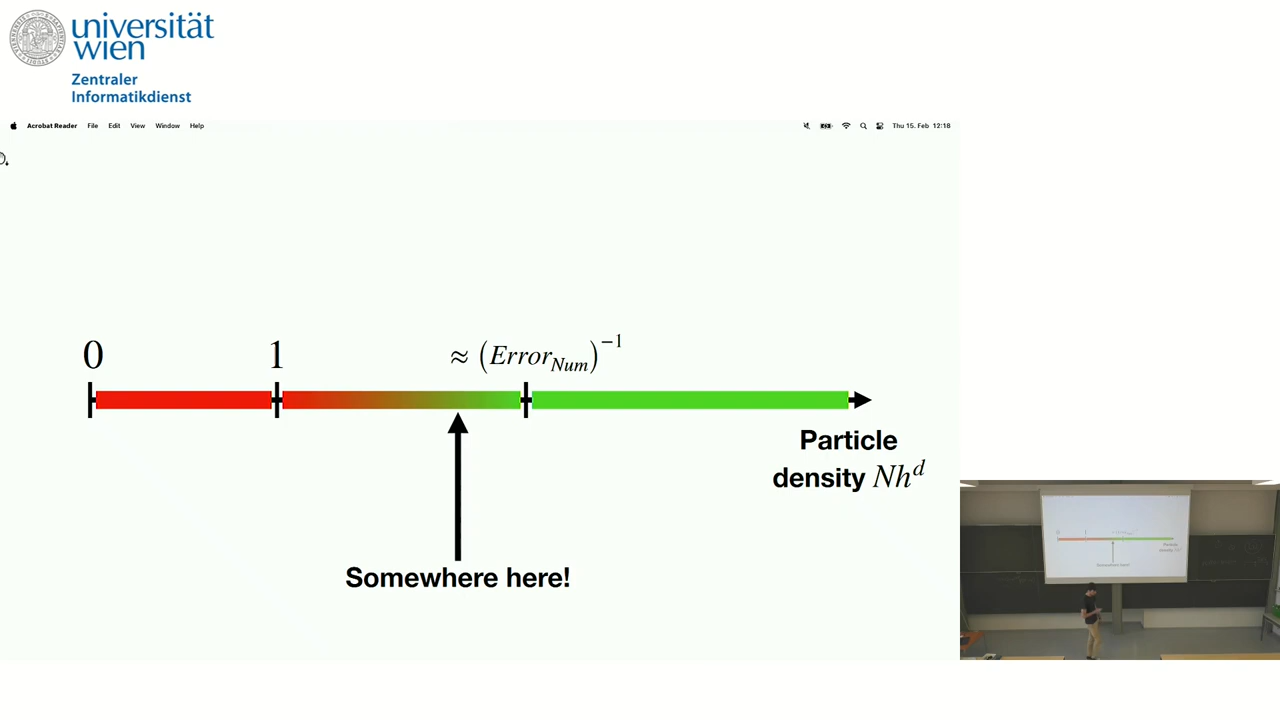 universität
wien
Zentraler
Informatikdienst
Acrobat Reader File Edit View Window Help
Thu 15. Feb 12:18
0
1
≈ (Error_Num)^−1
Particle
density Nh^d
Somewhere here!